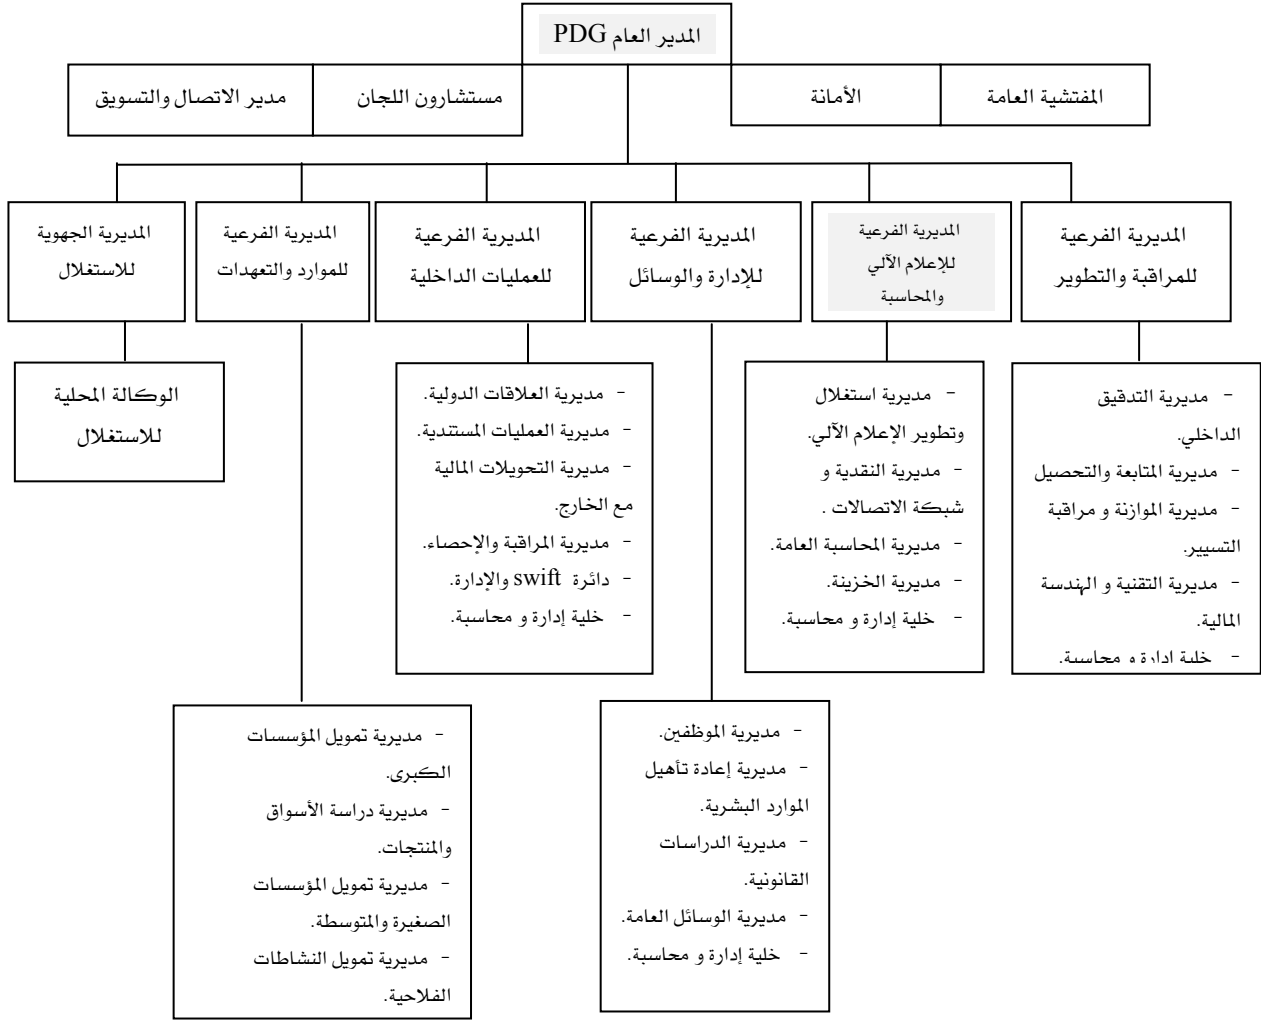 المدير العام PDG
المفتشية العامة
الأمانة
مستشارون اللجان
مدير الاتصال والتسويق
المديرية الفرعية
للمراقبة والتطوير
المديرية الفرعية
للإعلام الآلي
والمحاسبة
المديرية الفرعية
للإدارة والوسائل
المديرية الفرعية
للعمليات الداخلية
المديرية الفرعية
للموارد والتعهدات
المديرية الجهوية
للاستغلال
- مديرية التدقيق
الداخلي.
- مديرية المتابعة والتحصيل
- مديرية الموازنة و مراقبة
التسيير.
- مديرية التقنية و الهندسة
المالية.
- خلية إدارة و محاسبة.
- مديرية استغلال
وتطوير الإعلام الآلي.
- مديرية النقدية و
شبكة الاتصالات .
- مديرية المحاسبة العامة.
- مديرية الخزينة.
- خلية إدارة و محاسبة.
- مديرية العلاقات الدولية.
- مديرية العمليات المستندية.
- مديرية التحويلات المالية
مع الخارج.
- مديرية المراقبة والإحصاء.
- دائرة swift والإدارة.
- خلية إدارة و محاسبة.
الوكالة المحلية
للاستغلال
- مديرية الموظفين.
- مديرية إعادة تأهيل
الموارد البشرية.
- مديرية الدراسات
القانونية.
- مديرية الوسائل العامة.
- خلية إدارة و محاسبة.
- مديرية تمويل المؤسسات
الكبرى.
- مديرية دراسة الأسواق
والمنتجات.
- مديرية تمويل المؤسسات
الصغيرة والمتوسطة.
- مديرية تمويل النشاطات
الفلاحية.